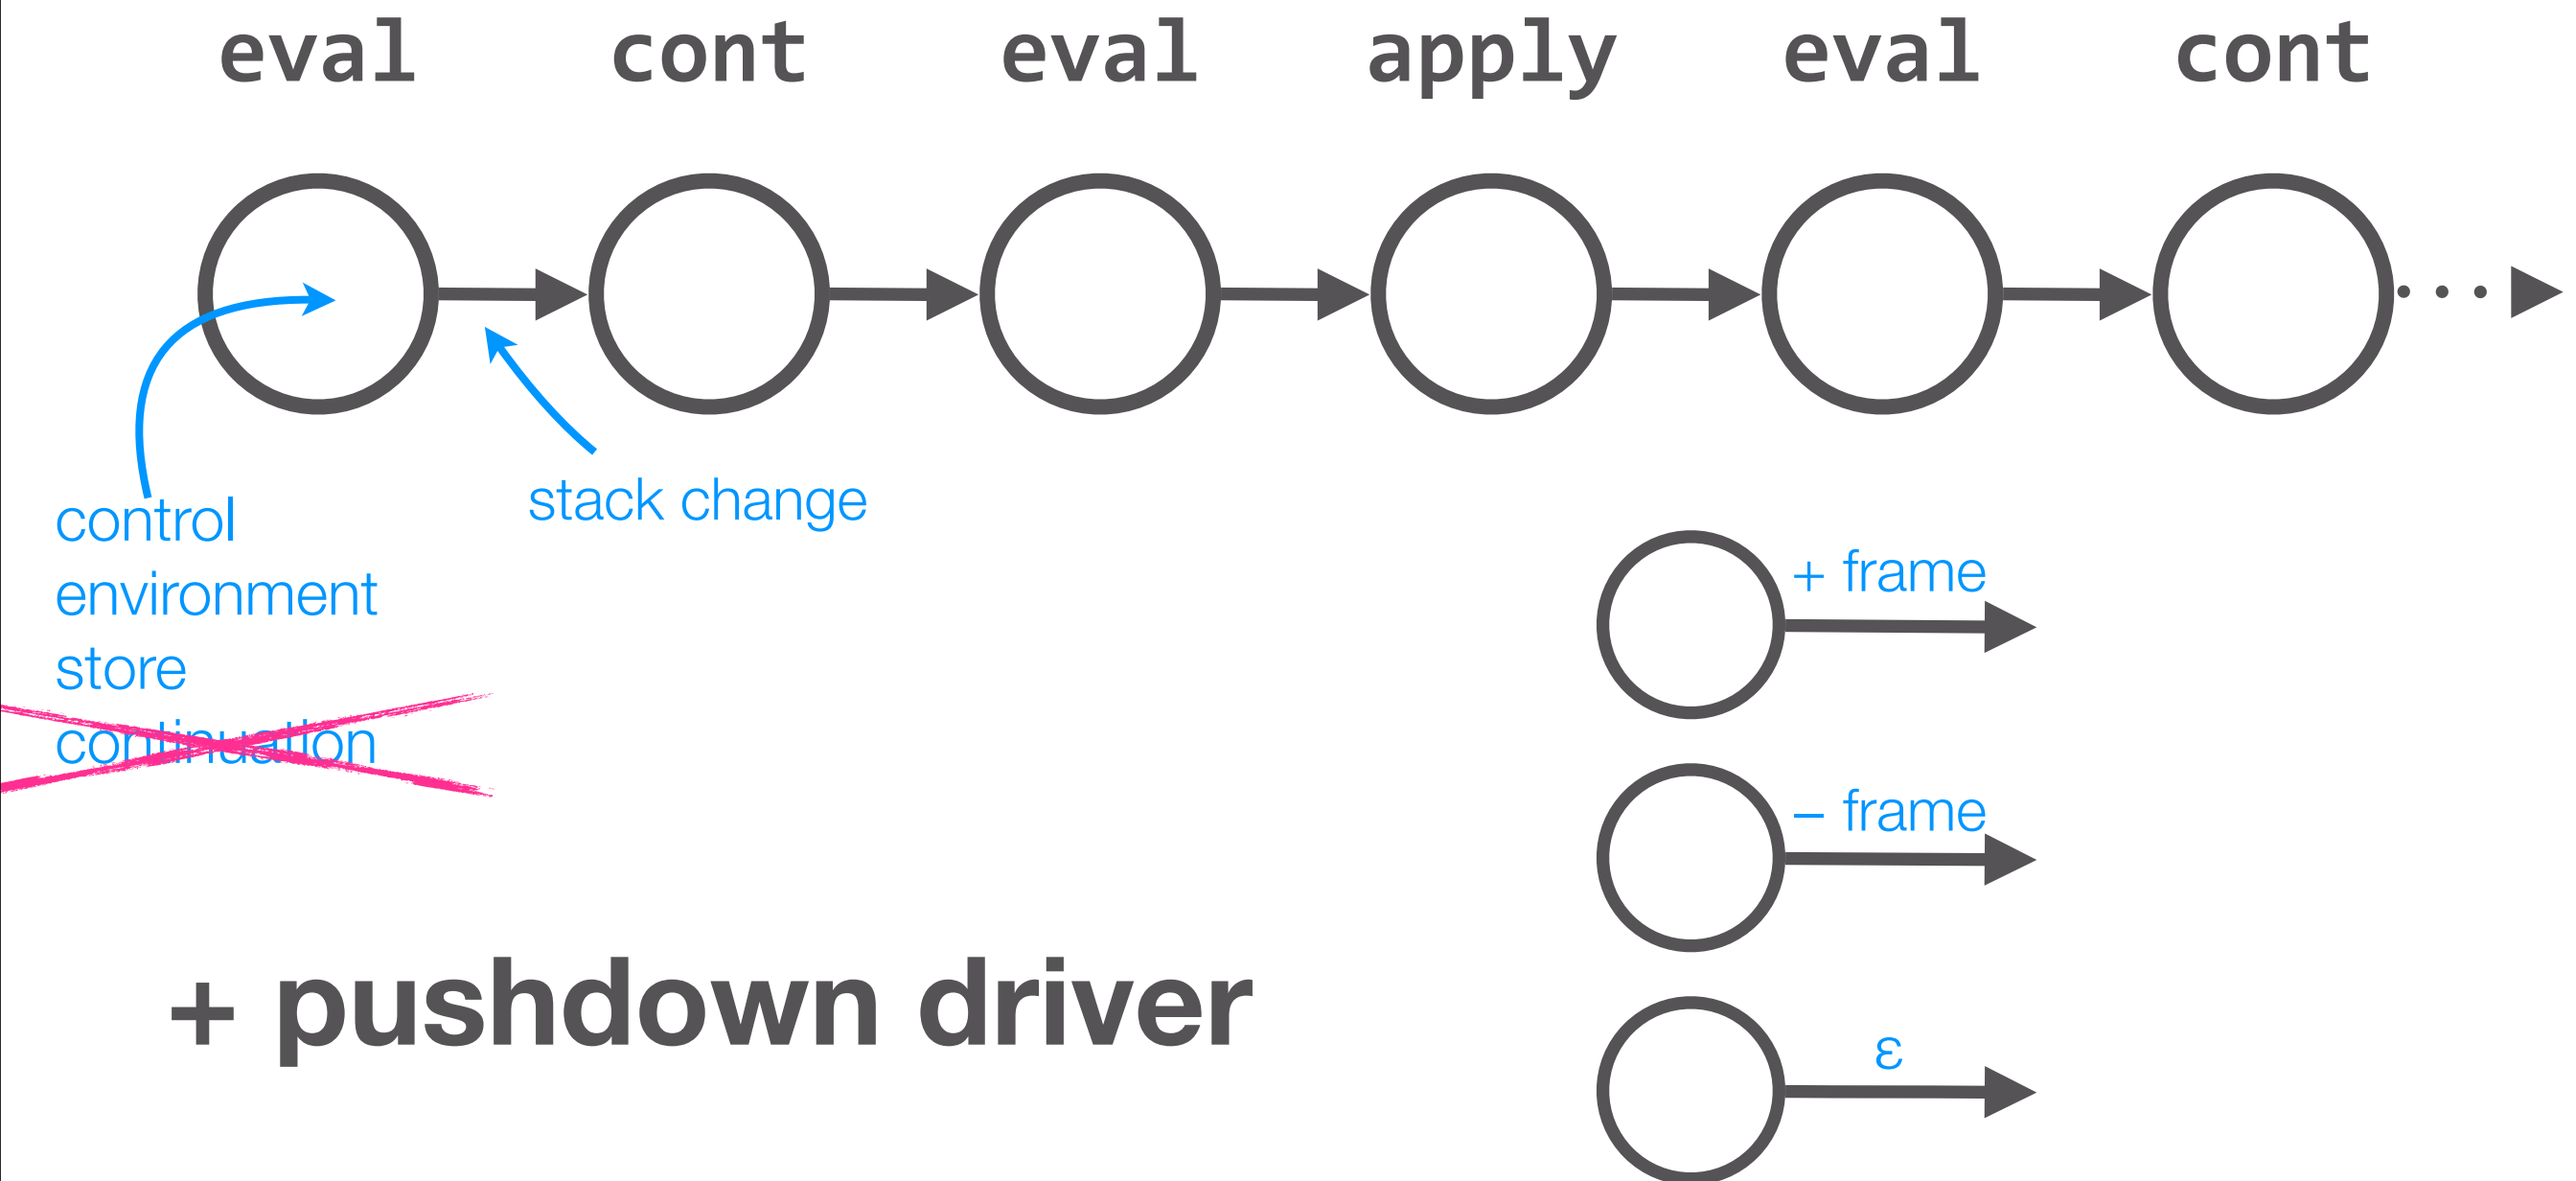 eval cont eval apply eval cont
control
environment
store
continuation
stack change
+ frame
– frame
ε
+ pushdown driver